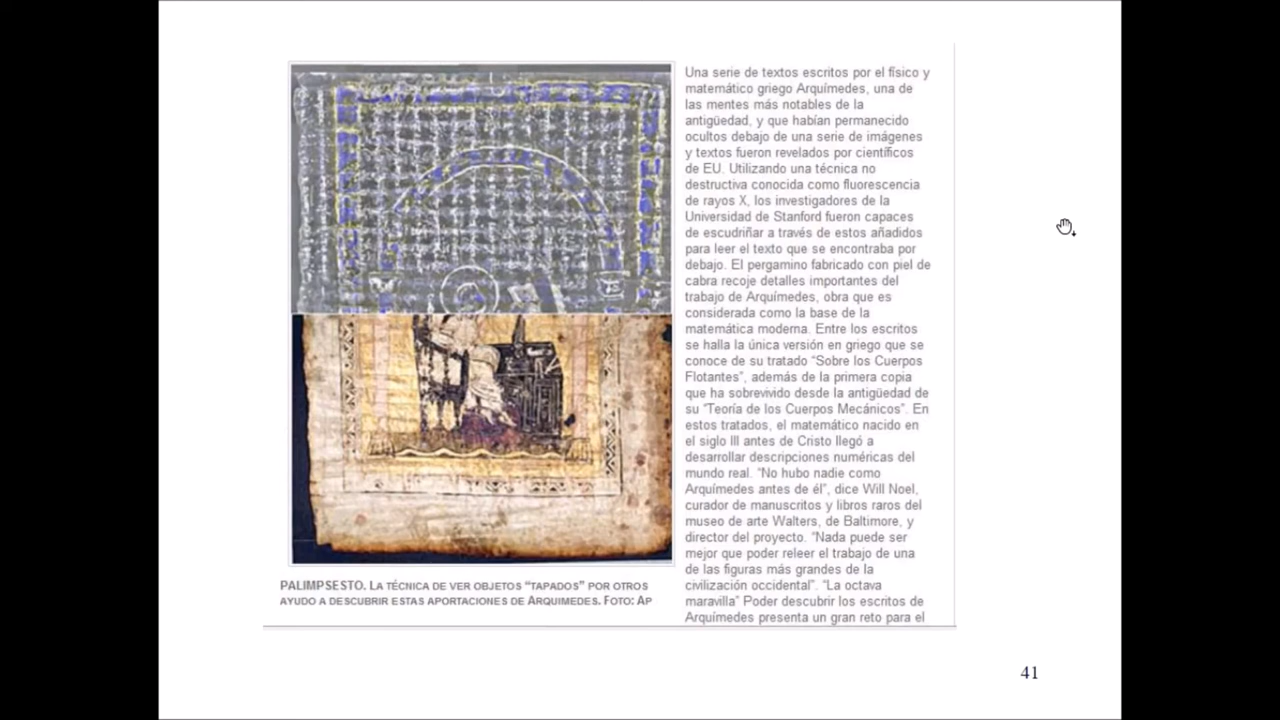 Una serie de textos escritos por el físico y
matemático griego Arquímedes, una de
las mentes más notables de la
antigüedad, y que habían permanecido
ocultos debajo de una serie de imágenes
y textos fueron revelados por científicos
de EU. Utilizando una técnica no
destructiva conocida como fluorescencia
de rayos X, los investigadores de la
Universidad de Stanford fueron capaces
de escudriñar a través de estos añadidos
para leer el texto que se encontraba por
debajo. El pergamino fabricado con piel de
cabra recoje detalles importantes del
trabajo de Arquímedes, obra que es
considerada como la base de la
matemática moderna. Entre los escritos
se halla la única versión en griego que se
conoce de su tratado “Sobre los Cuerpos
Flotantes”, además de la primera copia
que ha sobrevivido desde la antigüedad de
su “Teoría de los Cuerpos Mecánicos”. En
estos tratados, el matemático nacido en
el siglo III antes de Cristo llegó a
desarrollar descripciones numéricas del
mundo real. “No hubo nadie como
Arquímedes antes de él”, dice Will Noel,
curador de manuscritos y libros raros del
museo de arte Walters, de Baltimore, y
director del proyecto. “Nada puede ser
mejor que poder releer el trabajo de una
de las figuras más grandes de la
civilización occidental”. “La octava
maravilla” Poder descubrir los escritos de
Arquímedes presenta un gran reto para el
PALIMPSESTO. LA TÉCNICA DE VER OBJETOS “TAPADOS” POR OTROS
AYUDO A DESCUBRIR ESTAS APORTACIONES DE ARQUIMEDES. FOTO: AP
41